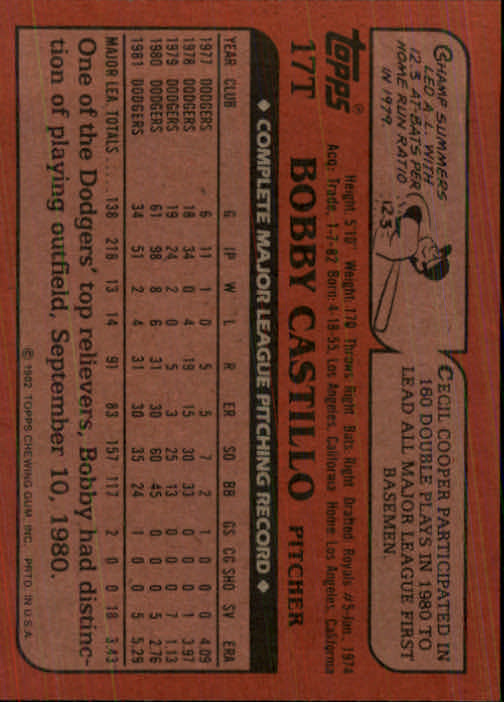 CHAMP SUMMERS
LED A.L. WITH
12.3 AT-BATS PER
HOME RUN RATIO
IN 1979.
12.3
CECIL COOPER PARTICIPATED IN
160 DOUBLE PLAYS IN 1980 TO
LEAD ALL MAJOR LEAGUE FIRST
BASEMEN.
topps®
17T BOBBY CASTILLO PITCHER
Height: 5'10" Weight: 170 Throws: Right Bats: Right Drafted: Royals #5-Jan. 1974
Acq: Trade, 1-7-82 Born: 4-18-55, Los Angeles, California Home: Los Angeles, California
◆ COMPLETE MAJOR LEAGUE PITCHING RECORD ◆
YEAR CLUB G IP W L R ER SO BB GS CG SHO SV ERA
1977 DODGERS 6 11 1 0 5 5 7 2 1 0 0 0 4.09
1978 DODGERS 18 34 0 4 19 15 30 33 0 0 0 1 3.97
1979 DODGERS 19 24 2 0 5 3 25 13 0 0 0 7 1.13
1980 DODGERS 61 98 8 6 31 30 60 45 0 0 0 5 2.76
1981 DODGERS 34 51 2 4 31 30 35 24 1 0 0 5 5.29
MAJOR LEA. TOTALS ..... 138 218 13 14 91 83 157 117 2 0 0 18 3.43
One of the Dodgers' top relievers, Bobby had distinc-
tion of playing outfield, September 10, 1980.
© 1982 TOPPS CHEWING GUM, INC. PRTD. IN U.S.A.